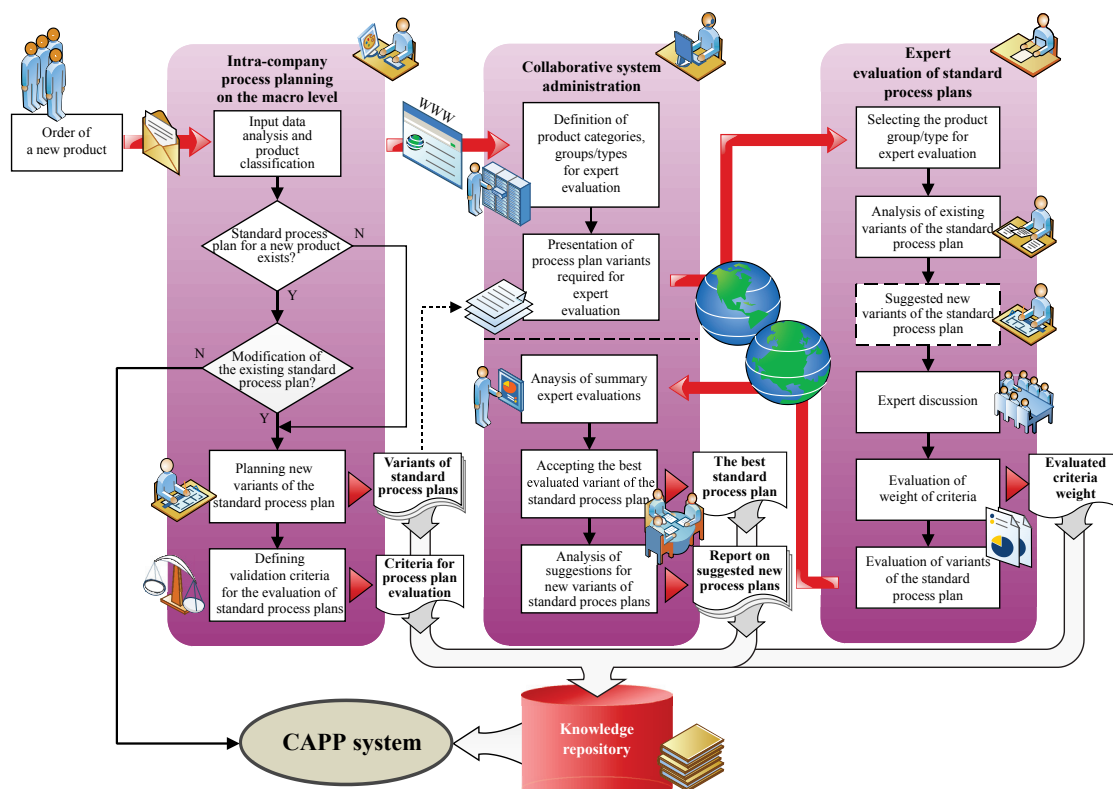 Order of
a new product
Intra-company
process planning
on the macro level
Input data
analysis and
product
classification
Standard process
plan for a new product
exists?
N
Y
Modification of
the existing standard
process plan?
N
Y
Planning new
variants of the
standard process plan
Variants of
standard
process plans
Defining
validation criteria
for the evaluation of
standard process plans
Criteria for
process plan
evaluation
WWW
Collaborative system
administration
Definition of
product categories,
groups/types
for expert
evaluation
Presentation of
process plan variants
required for
expert
evaluation
Anaysis of summary
expert evaluations
Accepting the best
evaluated variant of the
standard process plan
The best
standard
process plan
Analysis of
suggestions for
new variants of
standard proces plans
Report on
suggested new
process plans
Expert
evaluation of standard
process plans
Selecting the product
group/type for
expert evaluation
Analysis of existing
variants of the standard
process plan
Suggested new
variants of the standard
process plan
Expert discussion
Evaluation of
weight of criteria
Evaluated
criteria
weight
Evaluation of variants
of the standard
process plan
CAPP system
Knowledge
repository